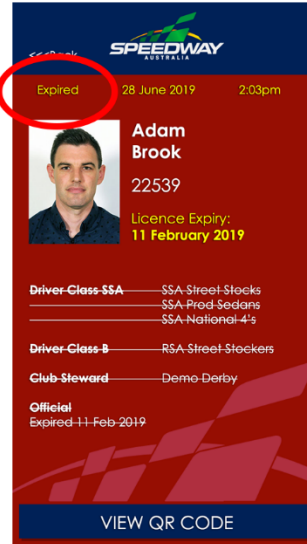 <<<Back
SPEEDWAY
AUSTRALIA
Expired 28 June 2019 2:03pm
Adam
Brook
22539
Licence Expiry:
11 February 2019
Driver Class SSA SSA Street Stocks
SSA Prod Sedans
SSA National 4's
Driver Class B RSA Street Stockers
Club Steward Demo Derby
Official
Expired 11 Feb 2019
VIEW QR CODE